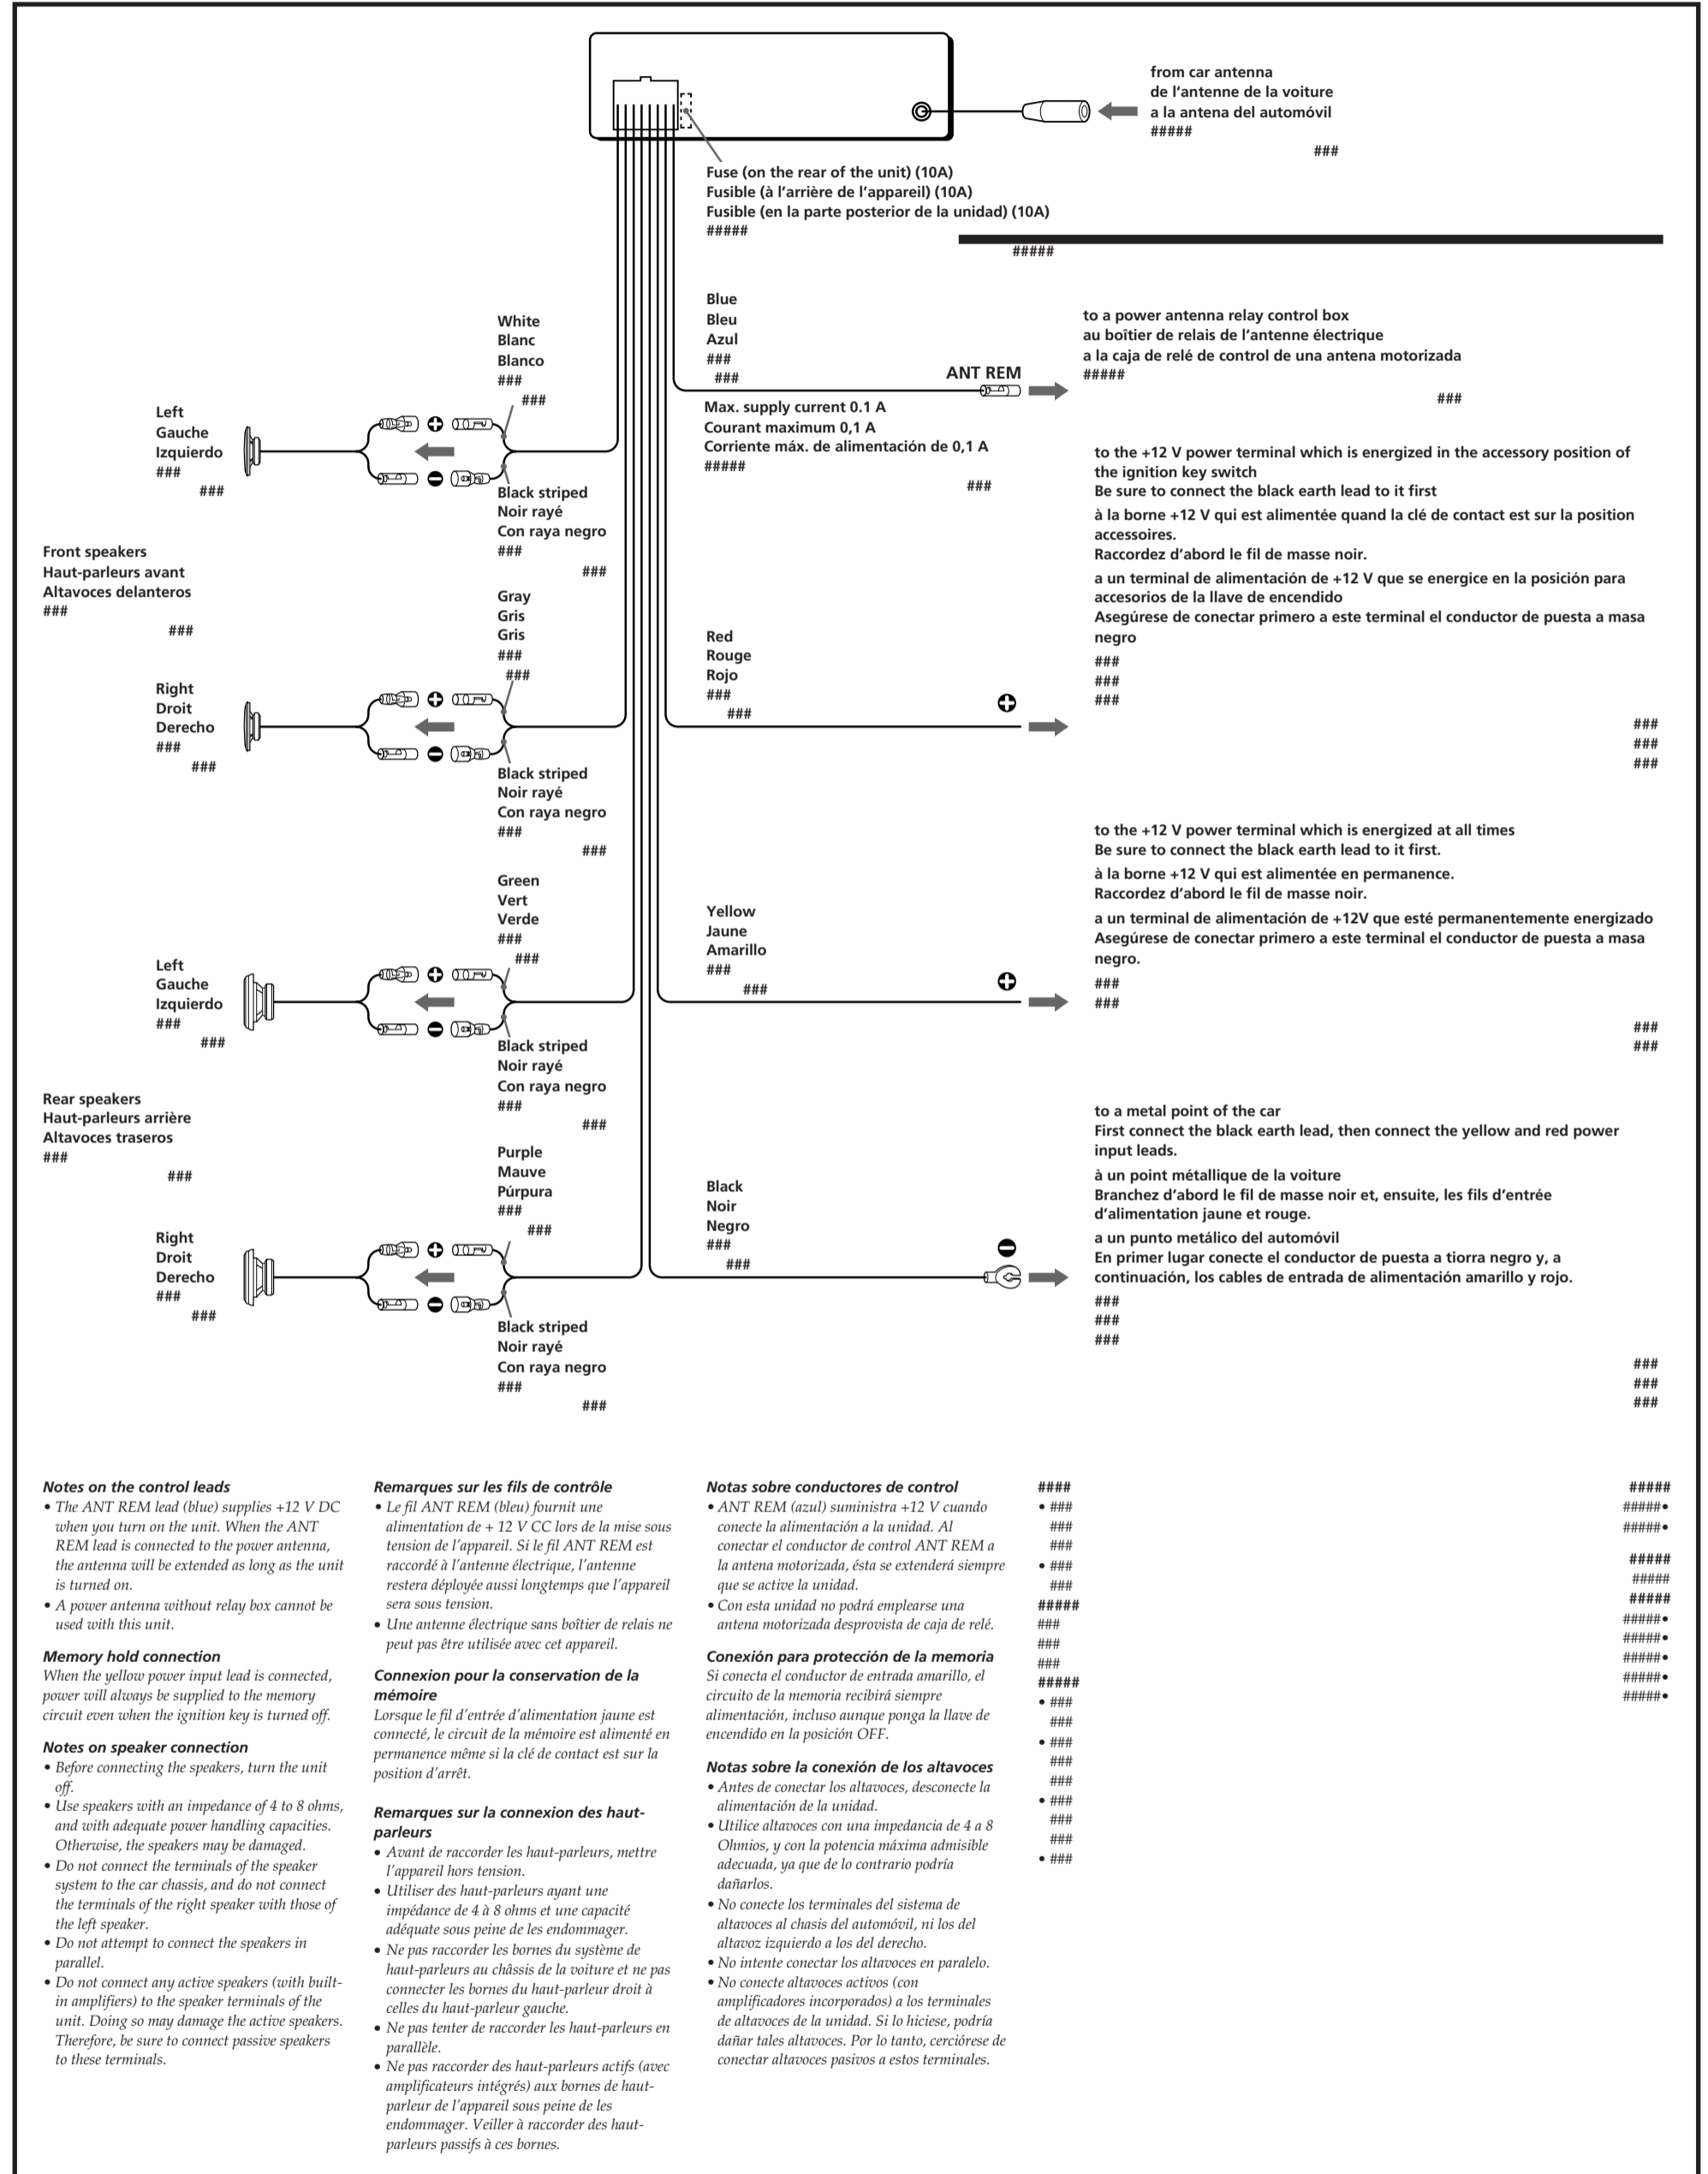 from car antenna
de l'antenne de la voiture
a la antena del automóvil
#####
###
Fuse (on the rear of the unit) (10A)
Fusible (à l'arrière de l'appareil) (10A)
Fusible (en la parte posterior de la unidad) (10A)
#####
#####
White
Blanc
Blanco
###
###
Left
Gauche
Izquierdo
###
###
Black striped
Noir rayé
Con raya negro
###
###
Front speakers
Haut-parleurs avant
Altavoces delanteros
###
###
Gray
Gris
Gris
###
###
Right
Droit
Derecho
###
###
Black striped
Noir rayé
Con raya negro
###
###
Green
Vert
Verde
###
###
Left
Gauche
Izquierdo
###
###
Black striped
Noir rayé
Con raya negro
###
###
Rear speakers
Haut-parleurs arrière
Altavoces traseros
###
###
Purple
Mauve
Púrpura
###
###
Right
Droit
Derecho
###
###
Black striped
Noir rayé
Con raya negro
###
###
Blue
Bleu
Azul
###
###
ANT REM
Max. supply current 0.1 A
Courant maximum 0,1 A
Corriente máx. de alimentación de 0,1 A
#####
###
to a power antenna relay control box
au boîtier de relais de l'antenne électrique
a la caja de relé de control de una antena motorizada
#####
###
Red
Rouge
Rojo
###
###
to the +12 V power terminal which is energized in the accessory position of
the ignition key switch
Be sure to connect the black earth lead to it first
à la borne +12 V qui est alimentée quand la clé de contact est sur la position
accessoires.
Raccordez d'abord le fil de masse noir.
a un terminal de alimentación de +12 V que se energice en la posición para
accesorios de la llave de encendido
Asegúrese de conectar primero a este terminal el conductor de puesta a masa
negro
###
###
###
###
###
###
Yellow
Jaune
Amarillo
###
###
to the +12 V power terminal which is energized at all times
Be sure to connect the black earth lead to it first.
à la borne +12 V qui est alimentée en permanence.
Raccordez d'abord le fil de masse noir.
a un terminal de alimentación de +12V que esté permanentemente energizado
Asegúrese de conectar primero a este terminal el conductor de puesta a masa
negro.
###
###
###
###
Black
Noir
Negro
###
###
to a metal point of the car
First connect the black earth lead, then connect the yellow and red power
input leads.
à un point métallique de la voiture
Branchez d'abord le fil de masse noir et, ensuite, les fils d'entrée
d'alimentation jaune et rouge.
a un punto metálico del automóvil
En primer lugar conecte el conductor de puesta a tiorra negro y, a
continuación, los cables de entrada de alimentación amarillo y rojo.
###
###
###
###
###
###
Notes on the control leads
• The ANT REM lead (blue) supplies +12 V DC
when you turn on the unit. When the ANT
REM lead is connected to the power antenna,
the antenna will be extended as long as the unit
is turned on.
• A power antenna without relay box cannot be
used with this unit.
Memory hold connection
When the yellow power input lead is connected,
power will always be supplied to the memory
circuit even when the ignition key is turned off.
Notes on speaker connection
• Before connecting the speakers, turn the unit
off.
• Use speakers with an impedance of 4 to 8 ohms,
and with adequate power handling capacities.
Otherwise, the speakers may be damaged.
• Do not connect the terminals of the speaker
system to the car chassis, and do not connect
the terminals of the right speaker with those of
the left speaker.
• Do not attempt to connect the speakers in
parallel.
• Do not connect any active speakers (with built-
in amplifiers) to the speaker terminals of the
unit. Doing so may damage the active speakers.
Therefore, be sure to connect passive speakers
to these terminals.
Remarques sur les fils de contrôle
• Le fil ANT REM (bleu) fournit une
alimentation de + 12 V CC lors de la mise sous
tension de l'appareil. Si le fil ANT REM est
raccordé à l'antenne électrique, l'antenne
restera déployée aussi longtemps que l'appareil
sera sous tension.
• Une antenne électrique sans boîtier de relais ne
peut pas être utilisée avec cet appareil.
Connexion pour la conservation de la
mémoire
Lorsque le fil d'entrée d'alimentation jaune est
connecté, le circuit de la mémoire est alimenté en
permanence même si la clé de contact est sur la
position d'arrêt.
Remarques sur la connexion des haut-
parleurs
• Avant de raccorder les haut-parleurs, mettre
l'appareil hors tension.
• Utiliser des haut-parleurs ayant une
impédance de 4 à 8 ohms et une capacité
adéquate sous peine de les endommager.
• Ne pas raccorder les bornes du système de
haut-parleurs au châssis de la voiture et ne pas
connecter les bornes du haut-parleur droit à
celles du haut-parleur gauche.
• Ne pas tenter de raccorder les haut-parleurs en
parallèle.
• Ne pas raccorder des haut-parleurs actifs (avec
amplificateurs intégrés) aux bornes de haut-
parleur de l'appareil sous peine de les
endommager. Veiller à raccorder des haut-
parleurs passifs à ces bornes.
Notas sobre conductores de control
• ANT REM (azul) suministra +12 V cuando
conecte la alimentación a la unidad. Al
conectar el conductor de control ANT REM a
la antena motorizada, ésta se extenderá siempre
que se active la unidad.
• Con esta unidad no podrá emplearse una
antena motorizada desprovista de caja de relé.
Conexión para protección de la memoria
Si conecta el conductor de entrada amarillo, el
circuito de la memoria recibirá siempre
alimentación, incluso aunque ponga la llave de
encendido en la posición OFF.
Notas sobre la conexión de los altavoces
• Antes de conectar los altavoces, desconecte la
alimentación de la unidad.
• Utilice altavoces con una impedancia de 4 a 8
Ohmios, y con la potencia máxima admisible
adecuada, ya que de lo contrario podría
dañarlos.
• No conecte los terminales del sistema de
altavoces al chasis del automóvil, ni los del
altavoz izquierdo a los del derecho.
• No intente conectar los altavoces en paralelo.
• No conecte altavoces activos (con
amplificadores incorporados) a los terminales
de altavoces de la unidad. Si lo hiciese, podría
dañar tales altavoces. Por lo tanto, cerciórese de
conectar altavoces pasivos a estos terminales.
####
• ###
###
###
• ###
###
#####
###
###
###
#####
• ###
###
• ###
###
###
• ###
###
###
• ###
#####
#####•
#####•
#####
#####
#####
#####•
#####•
#####•
#####•
#####•